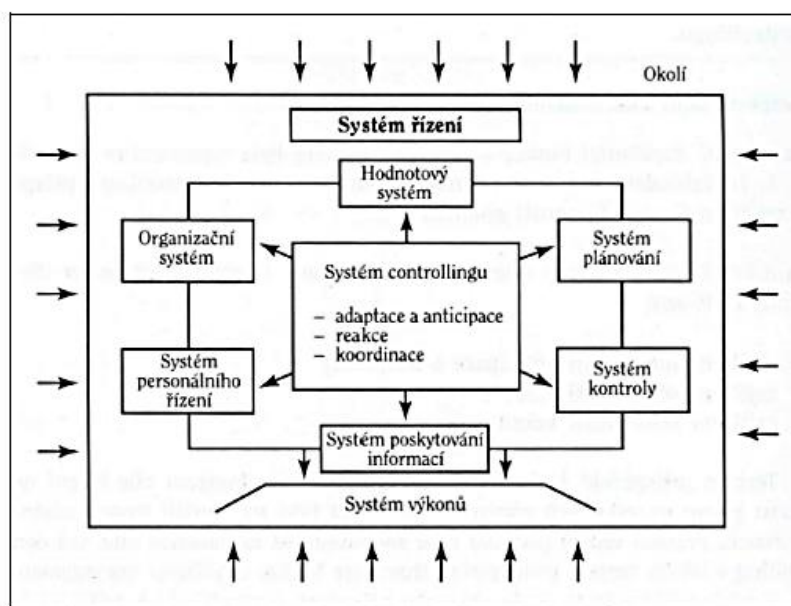 Okolí
Systém řízení
Hodnotový
systém
Organizační
systém
Systém
plánování
Systém controllingu
– adaptace a anticipace
– reakce
– koordinace
Systém
personálního
řízení
Systém
kontroly
Systém poskytování
informací
Systém výkonů